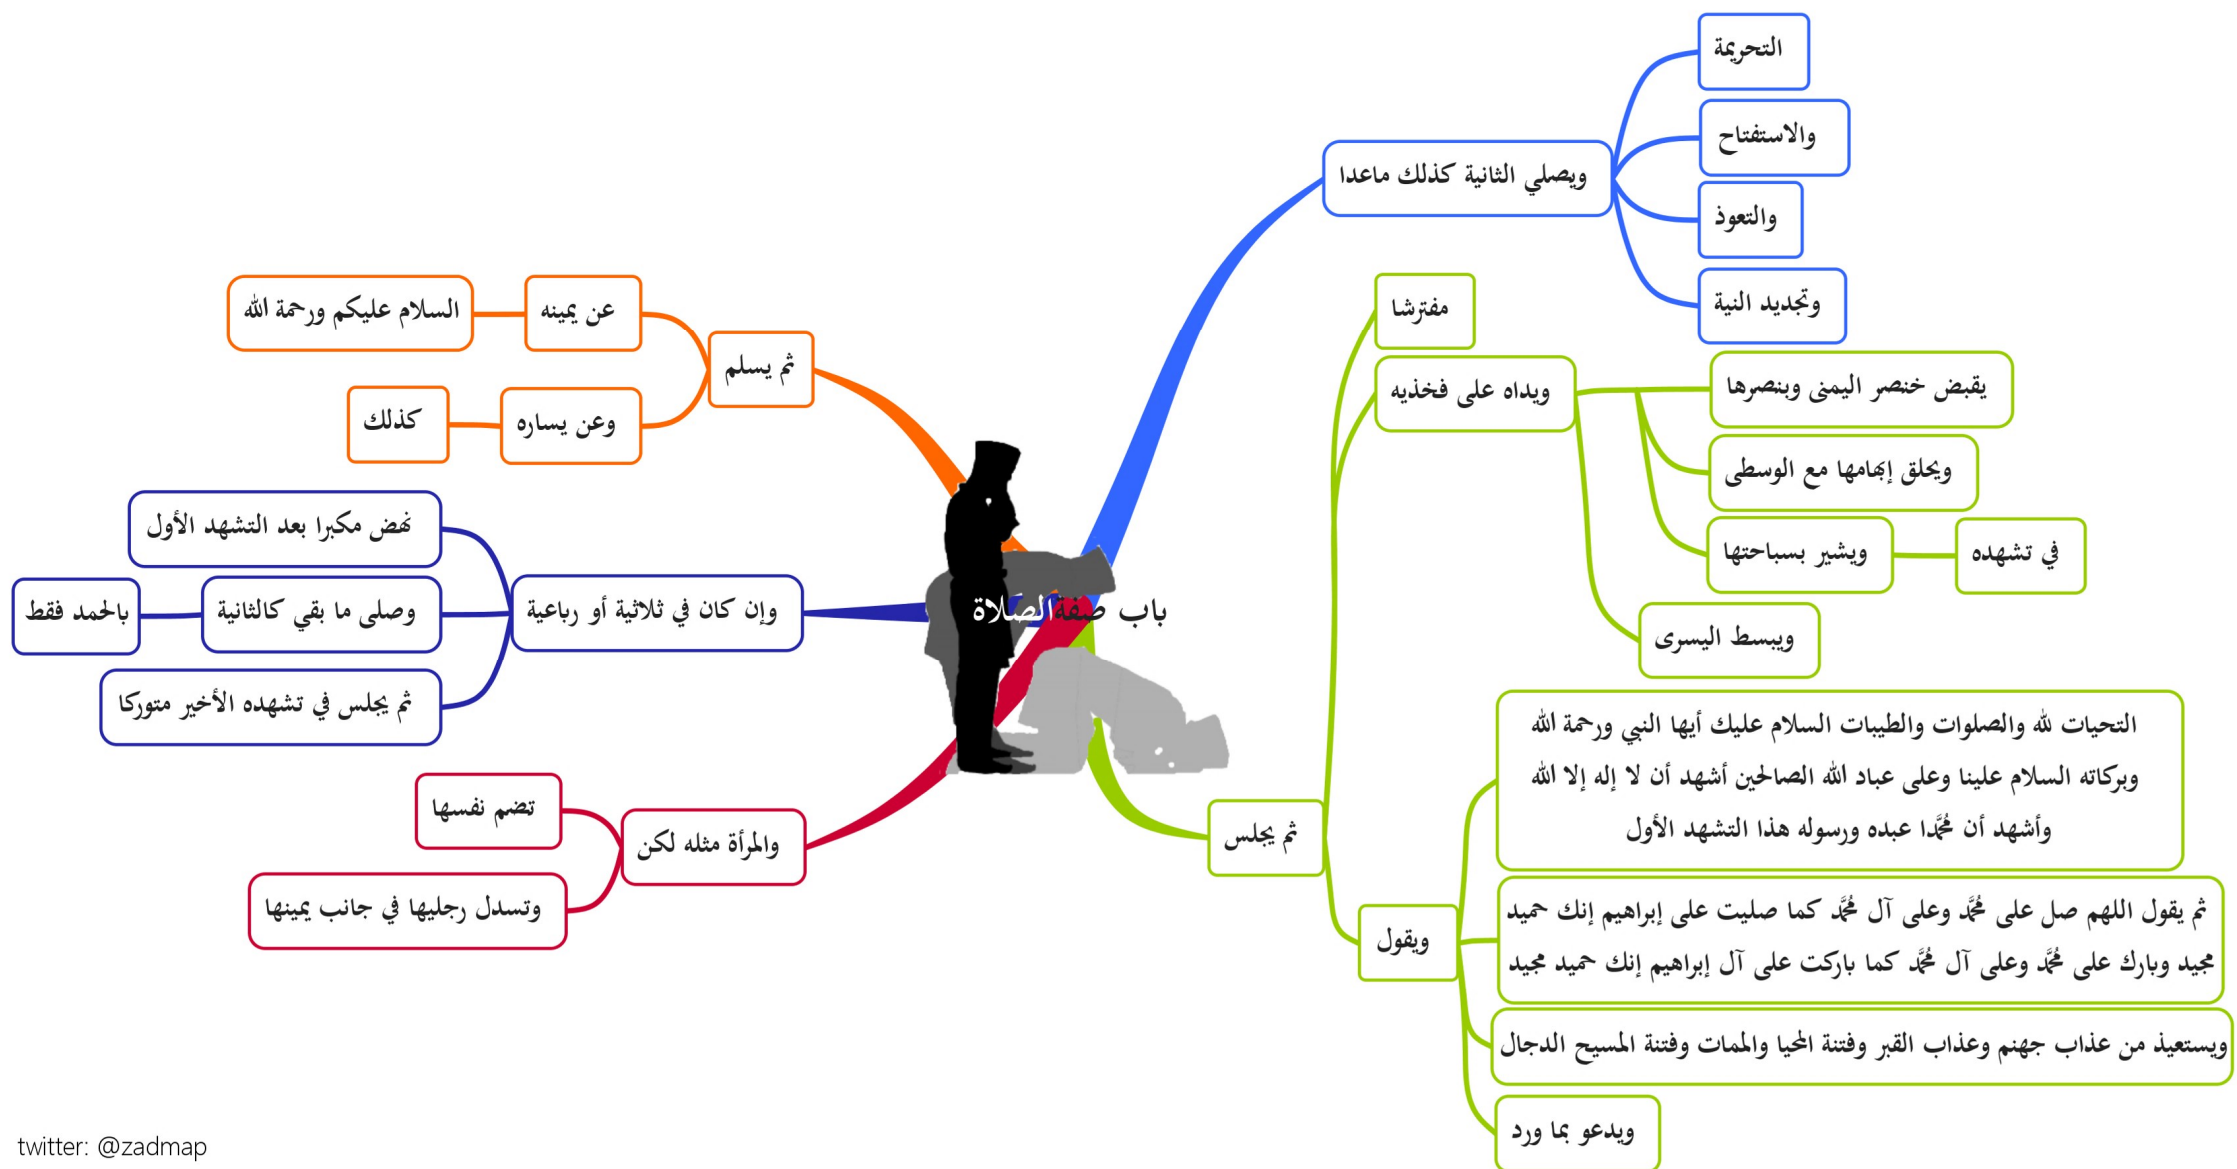 باب صفة الصلاة
ويصلي الثانية كذلك ماعدا
التحريمة
والاستفتاح
والتعوذ
وتجديد النية
ثم يجلس
مفترشا
ويداه على فخذيه
يقبض خنصر اليمنى وبنصرها
ويحلق إبهامها مع الوسطى
ويشير بسباحتها
في تشهده
ويبسط اليسرى
ويقول
التحيات لله والصلوات والطيبات السلام عليك أيها النبي ورحمة الله
وبركاته السلام علينا وعلى عباد الله الصالحين أشهد أن لا إله إلا الله
وأشهد أن مُحَمَّدا عبده ورسوله هذا التشهد الأول
ثم يقول اللهم صل على مُحَمَّد وعلى آل مُحَمَّد كما صليت على إبراهيم إنك حميد
مجيد وبارك على مُحَمَّد وعلى آل مُحَمَّد كما باركت على آل إبراهيم إنك حميد مجيد
ويستعيذ من عذاب جهنم وعذاب القبر وفتنة المحيا والممات وفتنة المسيح الدجال
ويدعو بما ورد
ثم يسلم
عن يمينه
السلام عليكم ورحمة الله
وعن يساره
كذلك
وإن كان في ثلاثية أو رباعية
نهض مكبرا بعد التشهد الأول
وصلى ما بقي كالثانية
بالحمد فقط
ثم يجلس في تشهده الأخير متوركا
والمرأة مثله لكن
تضم نفسها
وتسدل رجليها في جانب يمينها
twitter: @zadmap